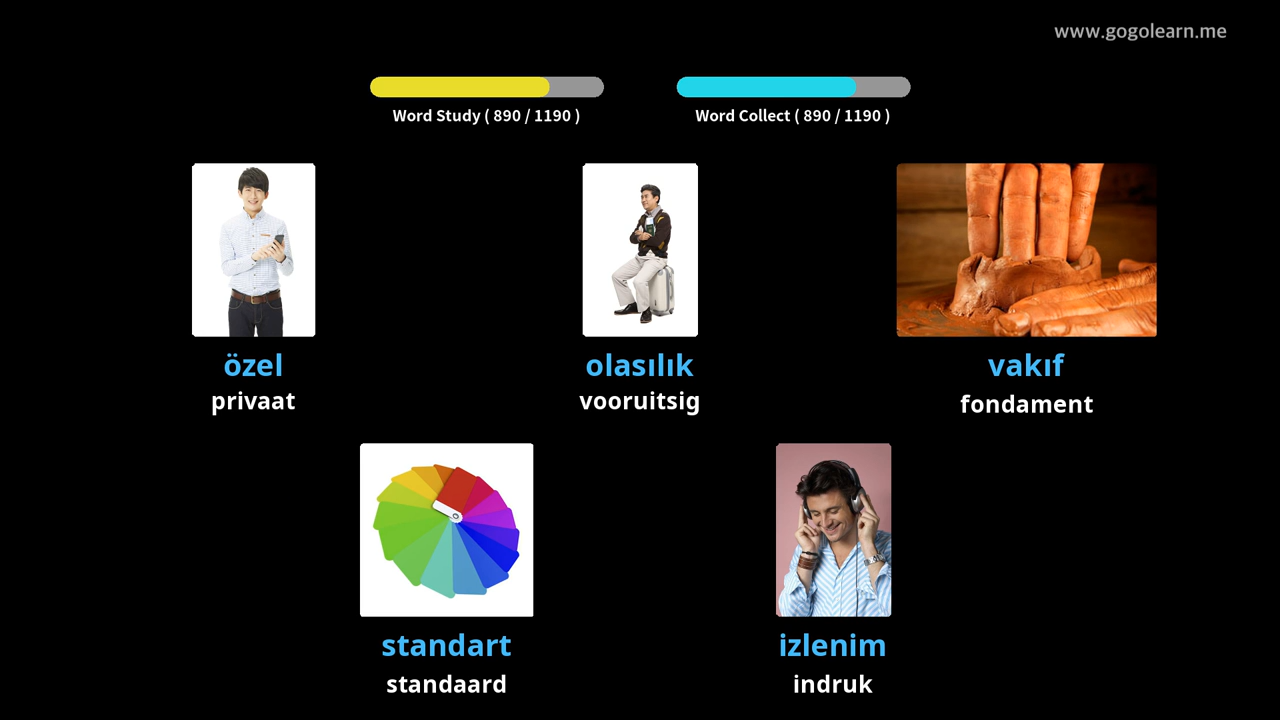 www.gogolearn.me
Word Study ( 890 / 1190 )
Word Collect ( 890 / 1190 )
özel
privaat
olasılık
vooruitsig
vakıf
fondament
standart
standaard
izlenim
indruk